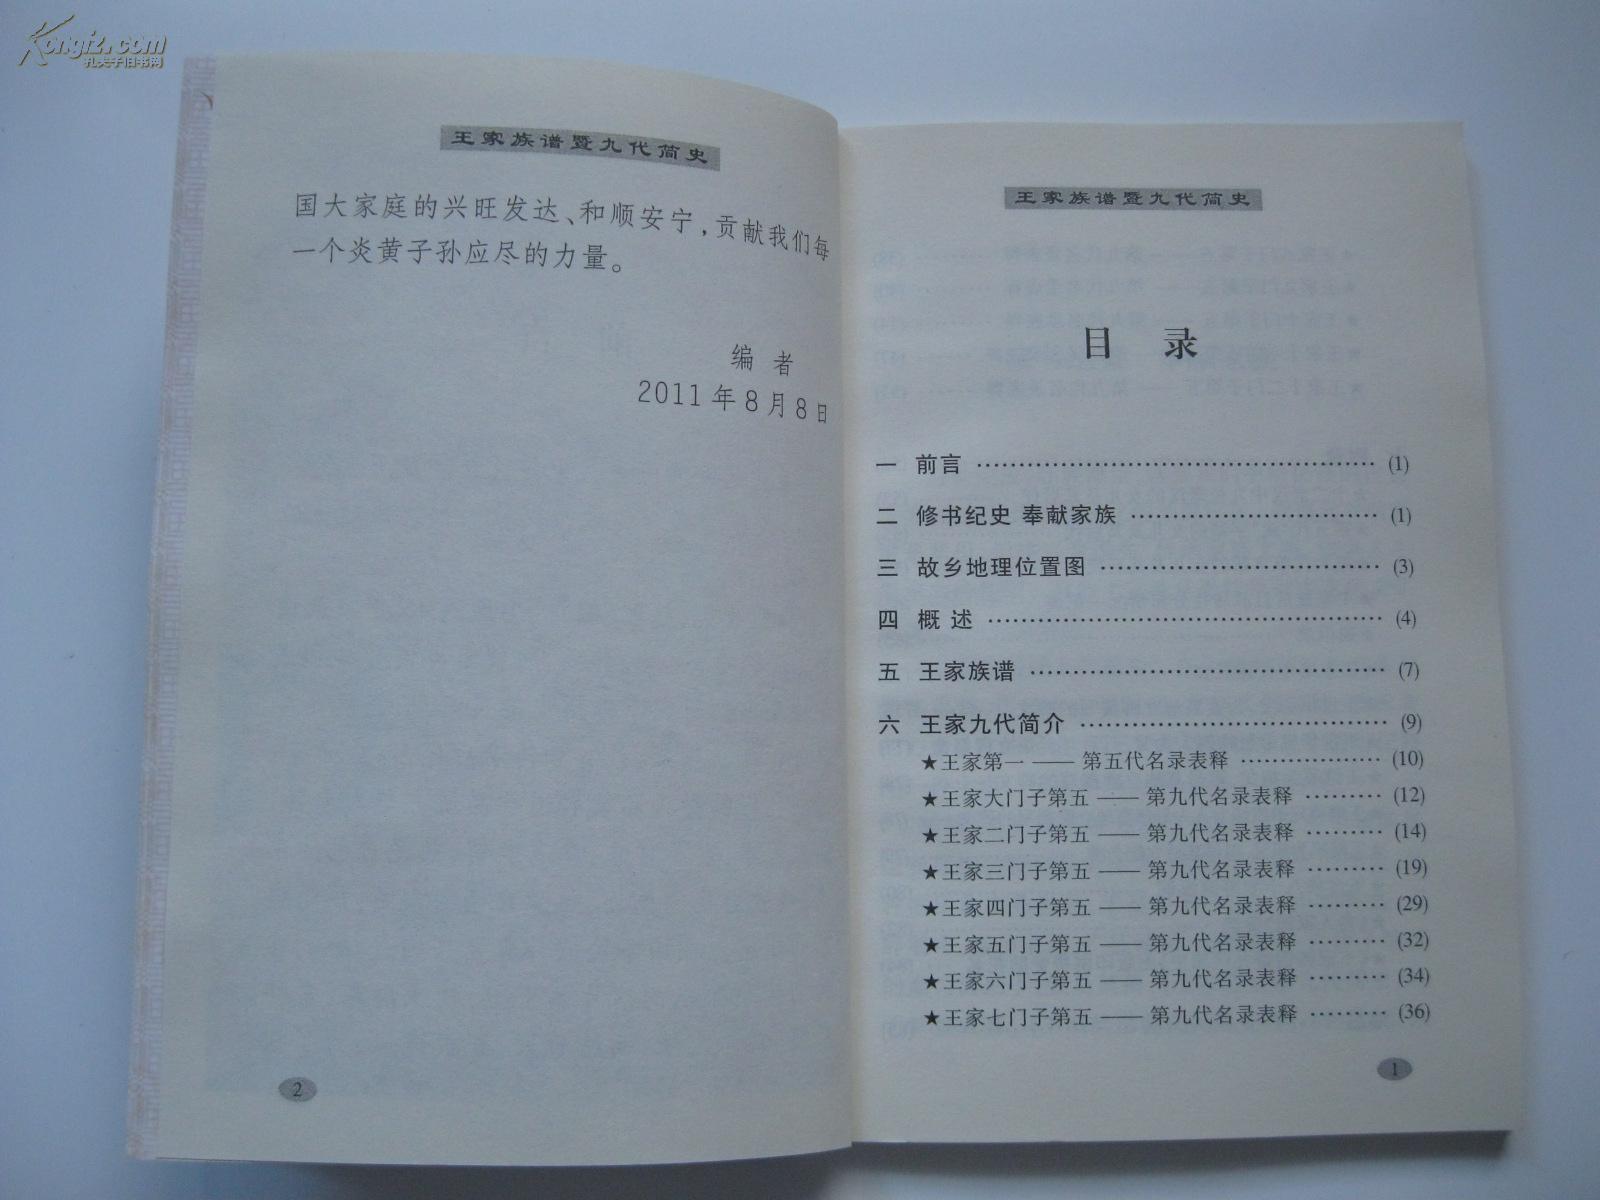 Kongfz.com
孔夫子旧书网
王家族谱暨九代简史
国大家庭的兴旺发达、和顺安宁，贡献我们每
一个炎黄子孙应尽的力量。
编 者
2011年8月8日
2
王家族谱暨九代简史
目 录
一 前言 …………………………………… (1)
二 修书纪史 奉献家族 …………………………………… (1)
三 故乡地理位置图 …………………………………… (3)
四 概 述 …………………………………… (4)
五 王家族谱 …………………………………… (7)
六 王家九代简介 …………………………………… (9)
★王家第一 —— 第五代名录表释 ……………… (10)
★王家大门子第五 —— 第九代名录表释 ……… (12)
★王家二门子第五 —— 第九代名录表释 ……… (14)
★王家三门子第五 —— 第九代名录表释 ……… (19)
★王家四门子第五 —— 第九代名录表释 ……… (29)
★王家五门子第五 —— 第九代名录表释 ……… (32)
★王家六门子第五 —— 第九代名录表释 ……… (34)
★王家七门子第五 —— 第九代名录表释 ……… (36)
1